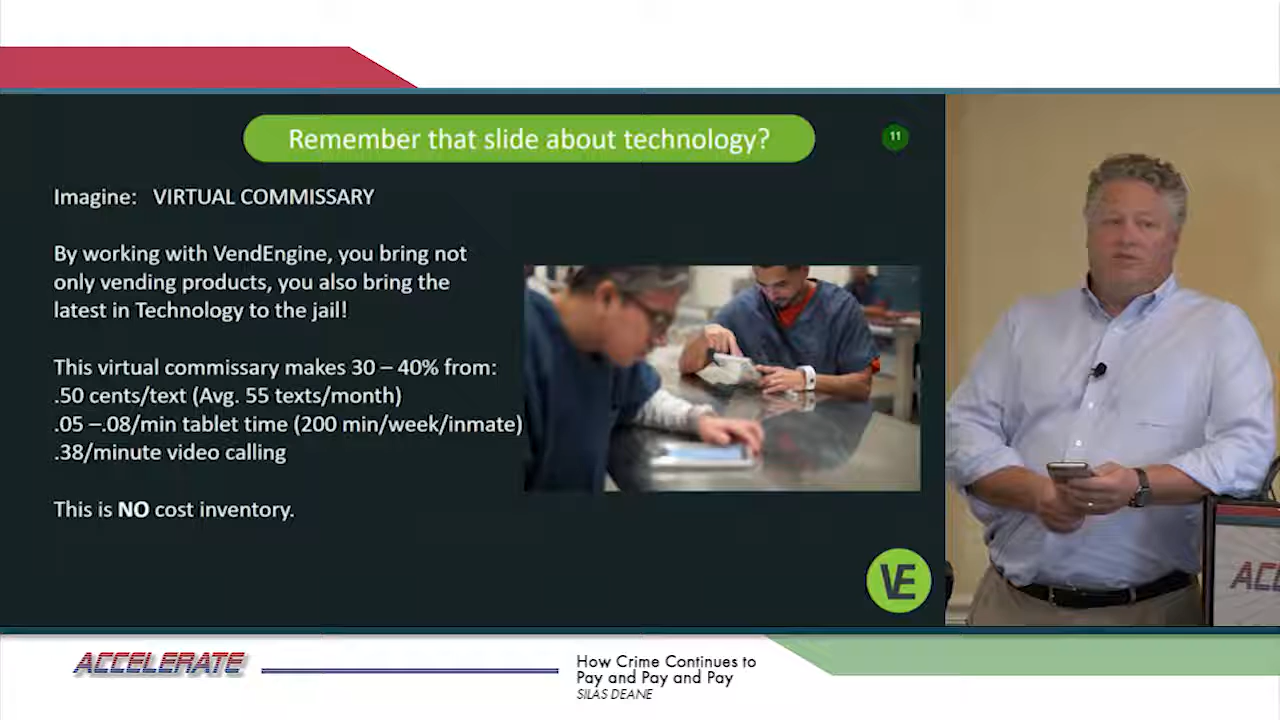 Remember that slide about technology?
11
Imagine: VIRTUAL COMMISSARY
By working with VendEngine, you bring not
only vending products, you also bring the
latest in Technology to the jail!
This virtual commissary makes 30 – 40% from:
.50 cents/text (Avg. 55 texts/month)
.05 –.08/min tablet time (200 min/week/inmate)
.38/minute video calling
This is NO cost inventory.
VE
ACC
ACCELERATE
How Crime Continues to
Pay and Pay and Pay
SILAS DEANE